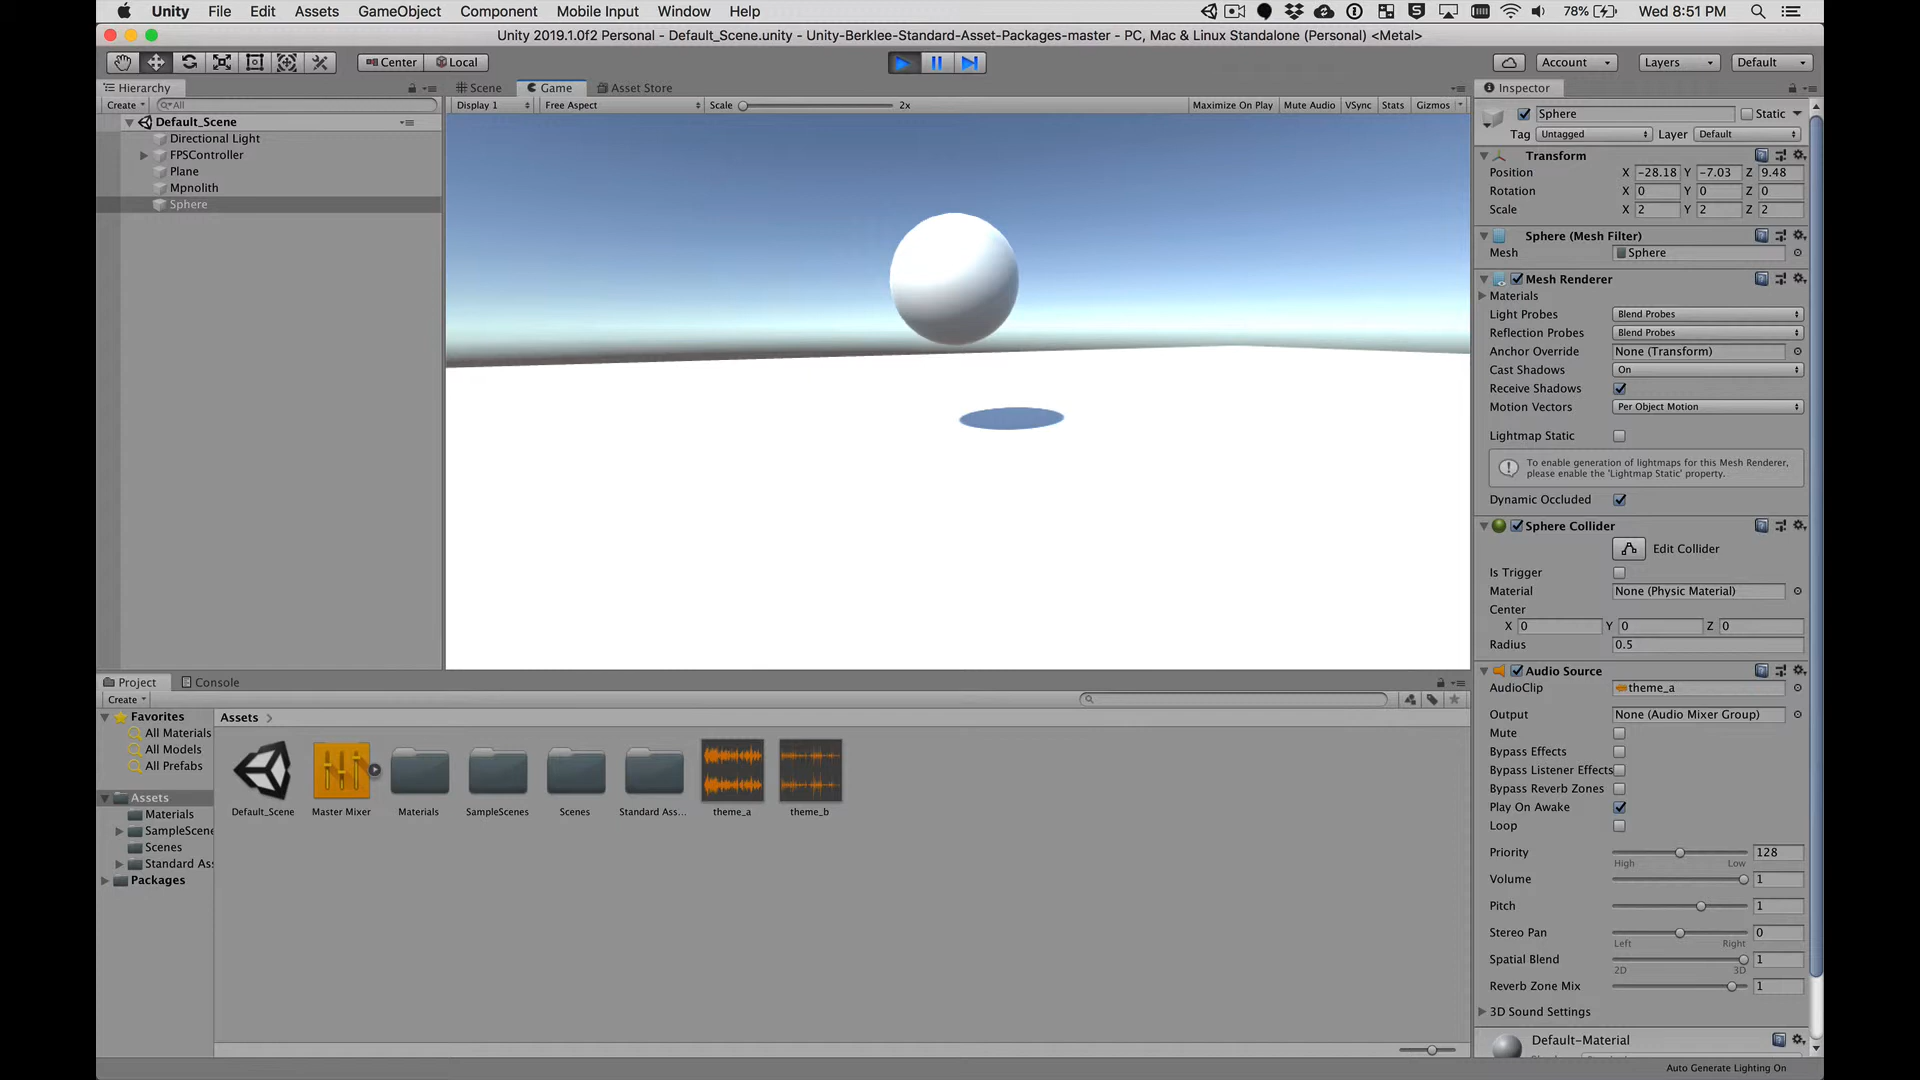 Unity File Edit Assets GameObject Component Mobile Input Window Help 78% Wed 8:51 PM
Unity 2019.1.0f2 Personal - Default_Scene.unity - Unity-Berklee-Standard-Asset-Packages-master - PC, Mac & Linux Standalone (Personal) <Metal>
Center Local Account Layers Default
Hierarchy
Create All
Default_Scene
Directional Light
FPSController
Plane
Mpnolith
Sphere
Scene Game Asset Store
Display 1 Free Aspect Scale 2x Maximize On Play Mute Audio VSync Stats Gizmos
Project Console
Create
Favorites
All Materials
All Models
All Prefabs
Assets
Materials
SampleScene
Scenes
Standard Ass
Packages
Assets
Default_Scene Master Mixer Materials SampleScenes Scenes Standard Ass... theme_a theme_b
Inspector
Sphere Static
Tag Untagged Layer Default
Transform
Position X -28.18 Y -7.03 Z 9.48
Rotation X 0 Y 0 Z 0
Scale X 2 Y 2 Z 2
Sphere (Mesh Filter)
Mesh Sphere
Mesh Renderer
Materials
Light Probes Blend Probes
Reflection Probes Blend Probes
Anchor Override None (Transform)
Cast Shadows On
Receive Shadows
Motion Vectors Per Object Motion
Lightmap Static
To enable generation of lightmaps for this Mesh Renderer,
please enable the 'Lightmap Static' property.
Dynamic Occluded
Sphere Collider
Edit Collider
Is Trigger
Material None (Physic Material)
Center
X 0 Y 0 Z 0
Radius 0.5
Audio Source
AudioClip theme_a
Output None (Audio Mixer Group)
Mute
Bypass Effects
Bypass Listener Effects
Bypass Reverb Zones
Play On Awake
Loop
Priority 128
High Low
Volume 1
Pitch 1
Stereo Pan 0
Left Right
Spatial Blend 1
2D 3D
Reverb Zone Mix 1
3D Sound Settings
Default-Material
Auto Generate Lighting On